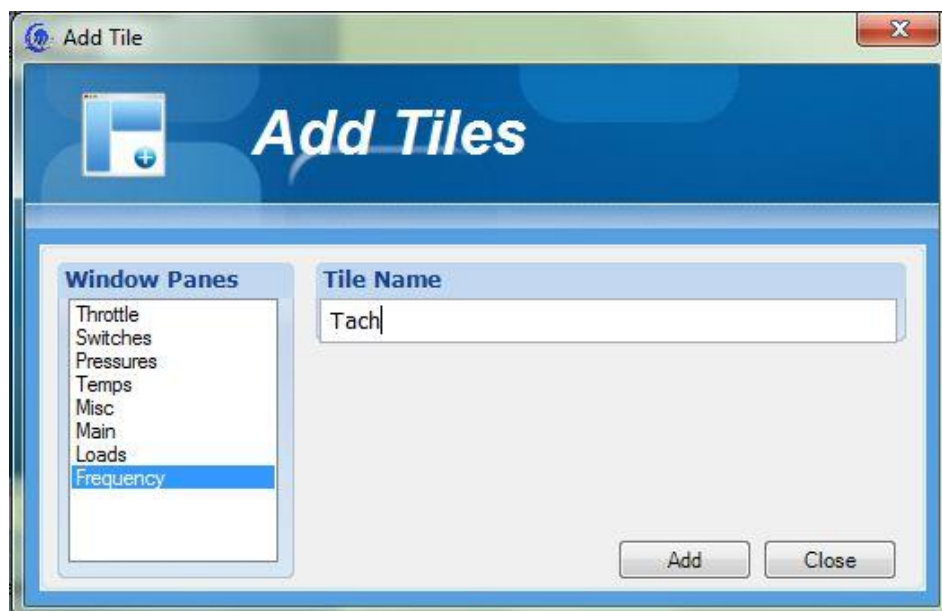 Add Tile
Add Tiles
Window Panes
Throttle
Switches
Pressures
Temps
Misc
Main
Loads
Frequency
Tile Name
Tach
Add
Close